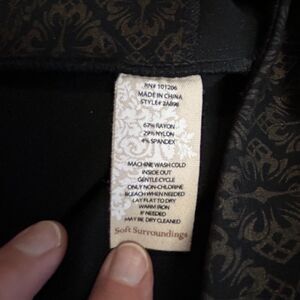 RN# 101206
MADE IN CHINA
STYLE# 2AB98
67% RAYON
29% NYLON
4% SPANDEX
MACHINE WASH COLD
INSIDE OUT
GENTLE CYCLE
ONLY NON-CHLORINE
BLEACH WHEN NEEDED
LAY FLAT TO DRY
WARM IRON
IF NEEDED
MAY BE DRY CLEANED
Soft Surroundings